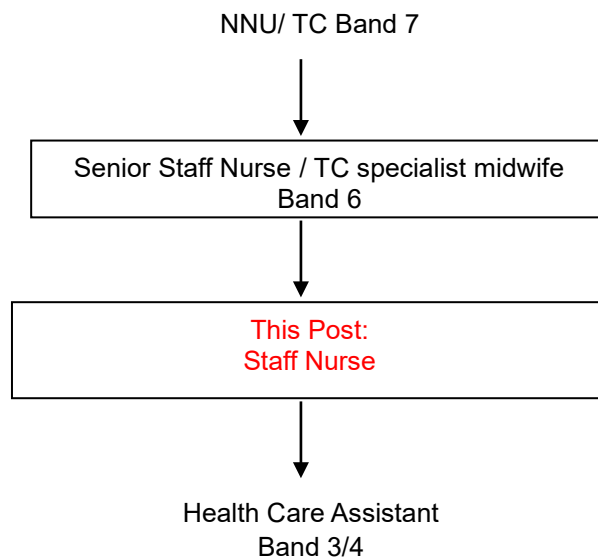 NNU/ TC Band 7
Senior Staff Nurse / TC specialist midwife
Band 6
This Post:
Staff Nurse
Health Care Assistant
Band 3/4